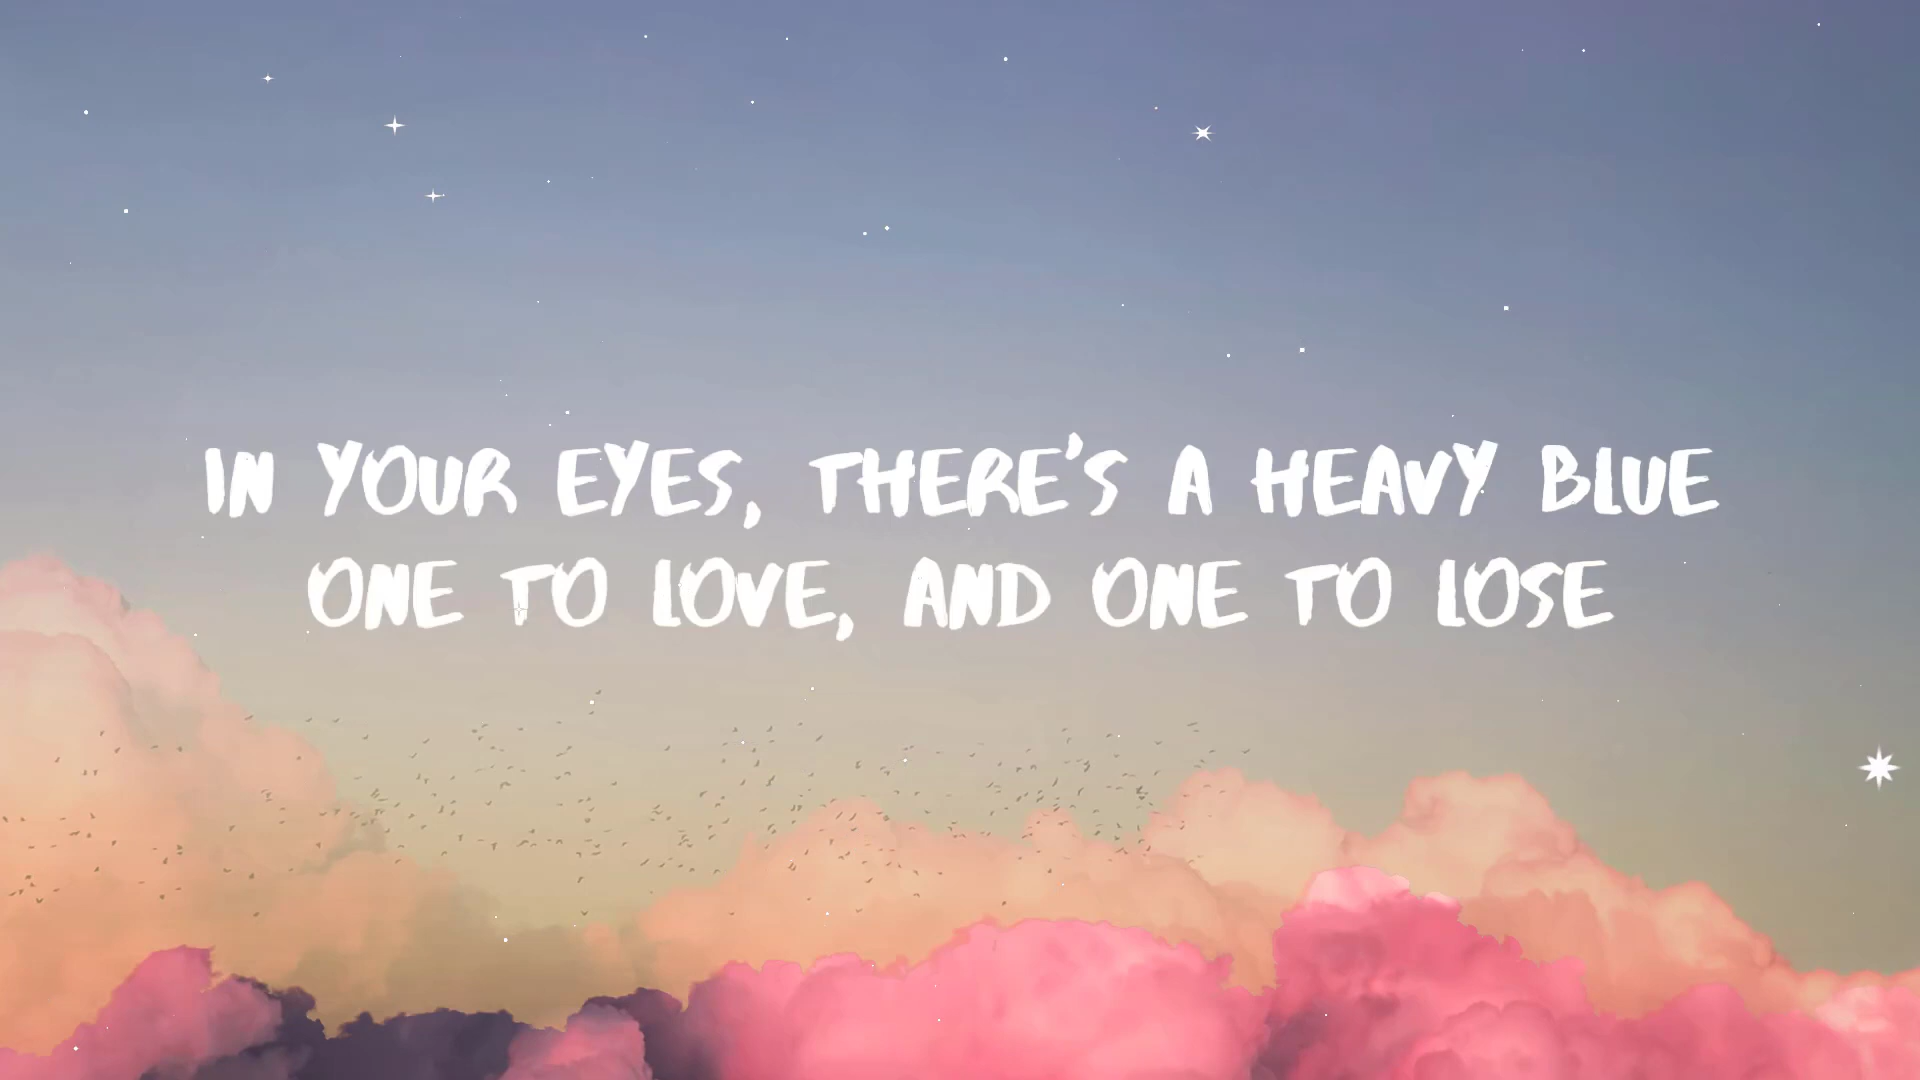 IN YOUR EYES, THERE'S A HEAVY BLUE
ONE TO LOVE, AND ONE TO LOSE